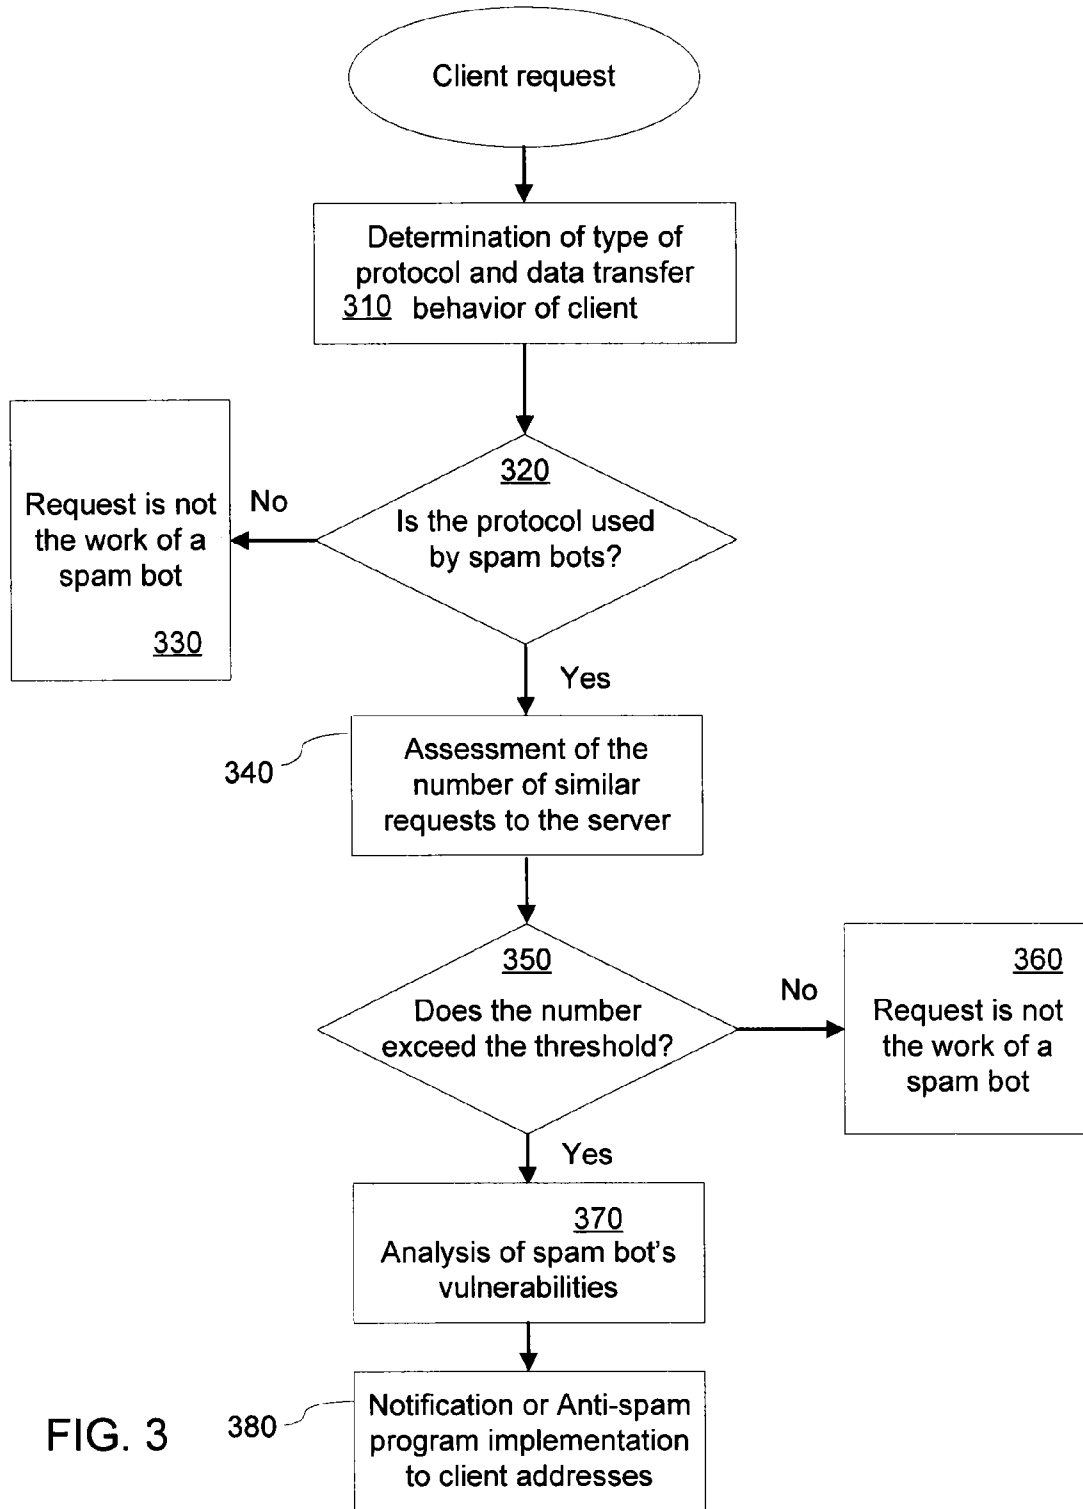 Client request
Determination of type of
protocol and data transfer
310 behavior of client
320
Is the protocol used
by spam bots?
No
Request is not
the work of a
spam bot
330
Yes
340
Assessment of the
number of similar
requests to the server
350
Does the number
exceed the threshold?
No
360
Request is not
the work of a
spam bot
Yes
370
Analysis of spam bot's
vulnerabilities
380
Notification or Anti-spam
program implementation
to client addresses
FIG. 3